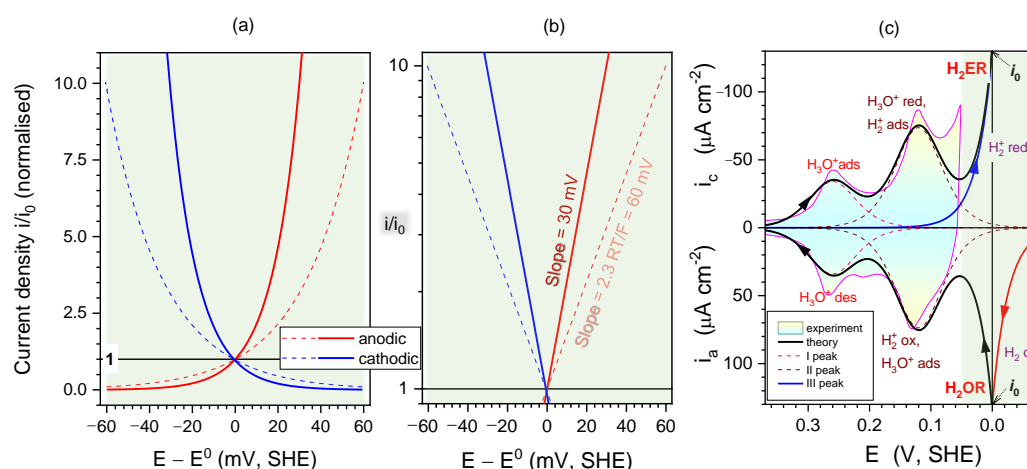 (a)
Current density i/i₀ (normalised)
10.0
7.5
5.0
2.5
1
0.0
−60 −40 −20 0 20 40 60
E − E⁰ (mV, SHE)
anodic
cathodic
(b)
10
i/i₀
1
Slope = 30 mV
Slope = 2.3 RT/F = 60 mV
−60 −40 −20 0 20 40 60
E − E⁰ (mV, SHE)
(c)
i_c (μA cm⁻²)
-100
-50
0
i_a (μA cm⁻²)
50
100
H₂ER
i₀
H₃O⁺ red,
H₂⁺ ads
H₂⁺ red
H₃O⁺ads
H₃O⁺ des
experiment
theory
I peak
II peak
III peak
H₂⁺ ox,
H₃O⁺ ads
H₂OR
H₂
i₀
0.3 0.2 0.1 0.0
E (V, SHE)